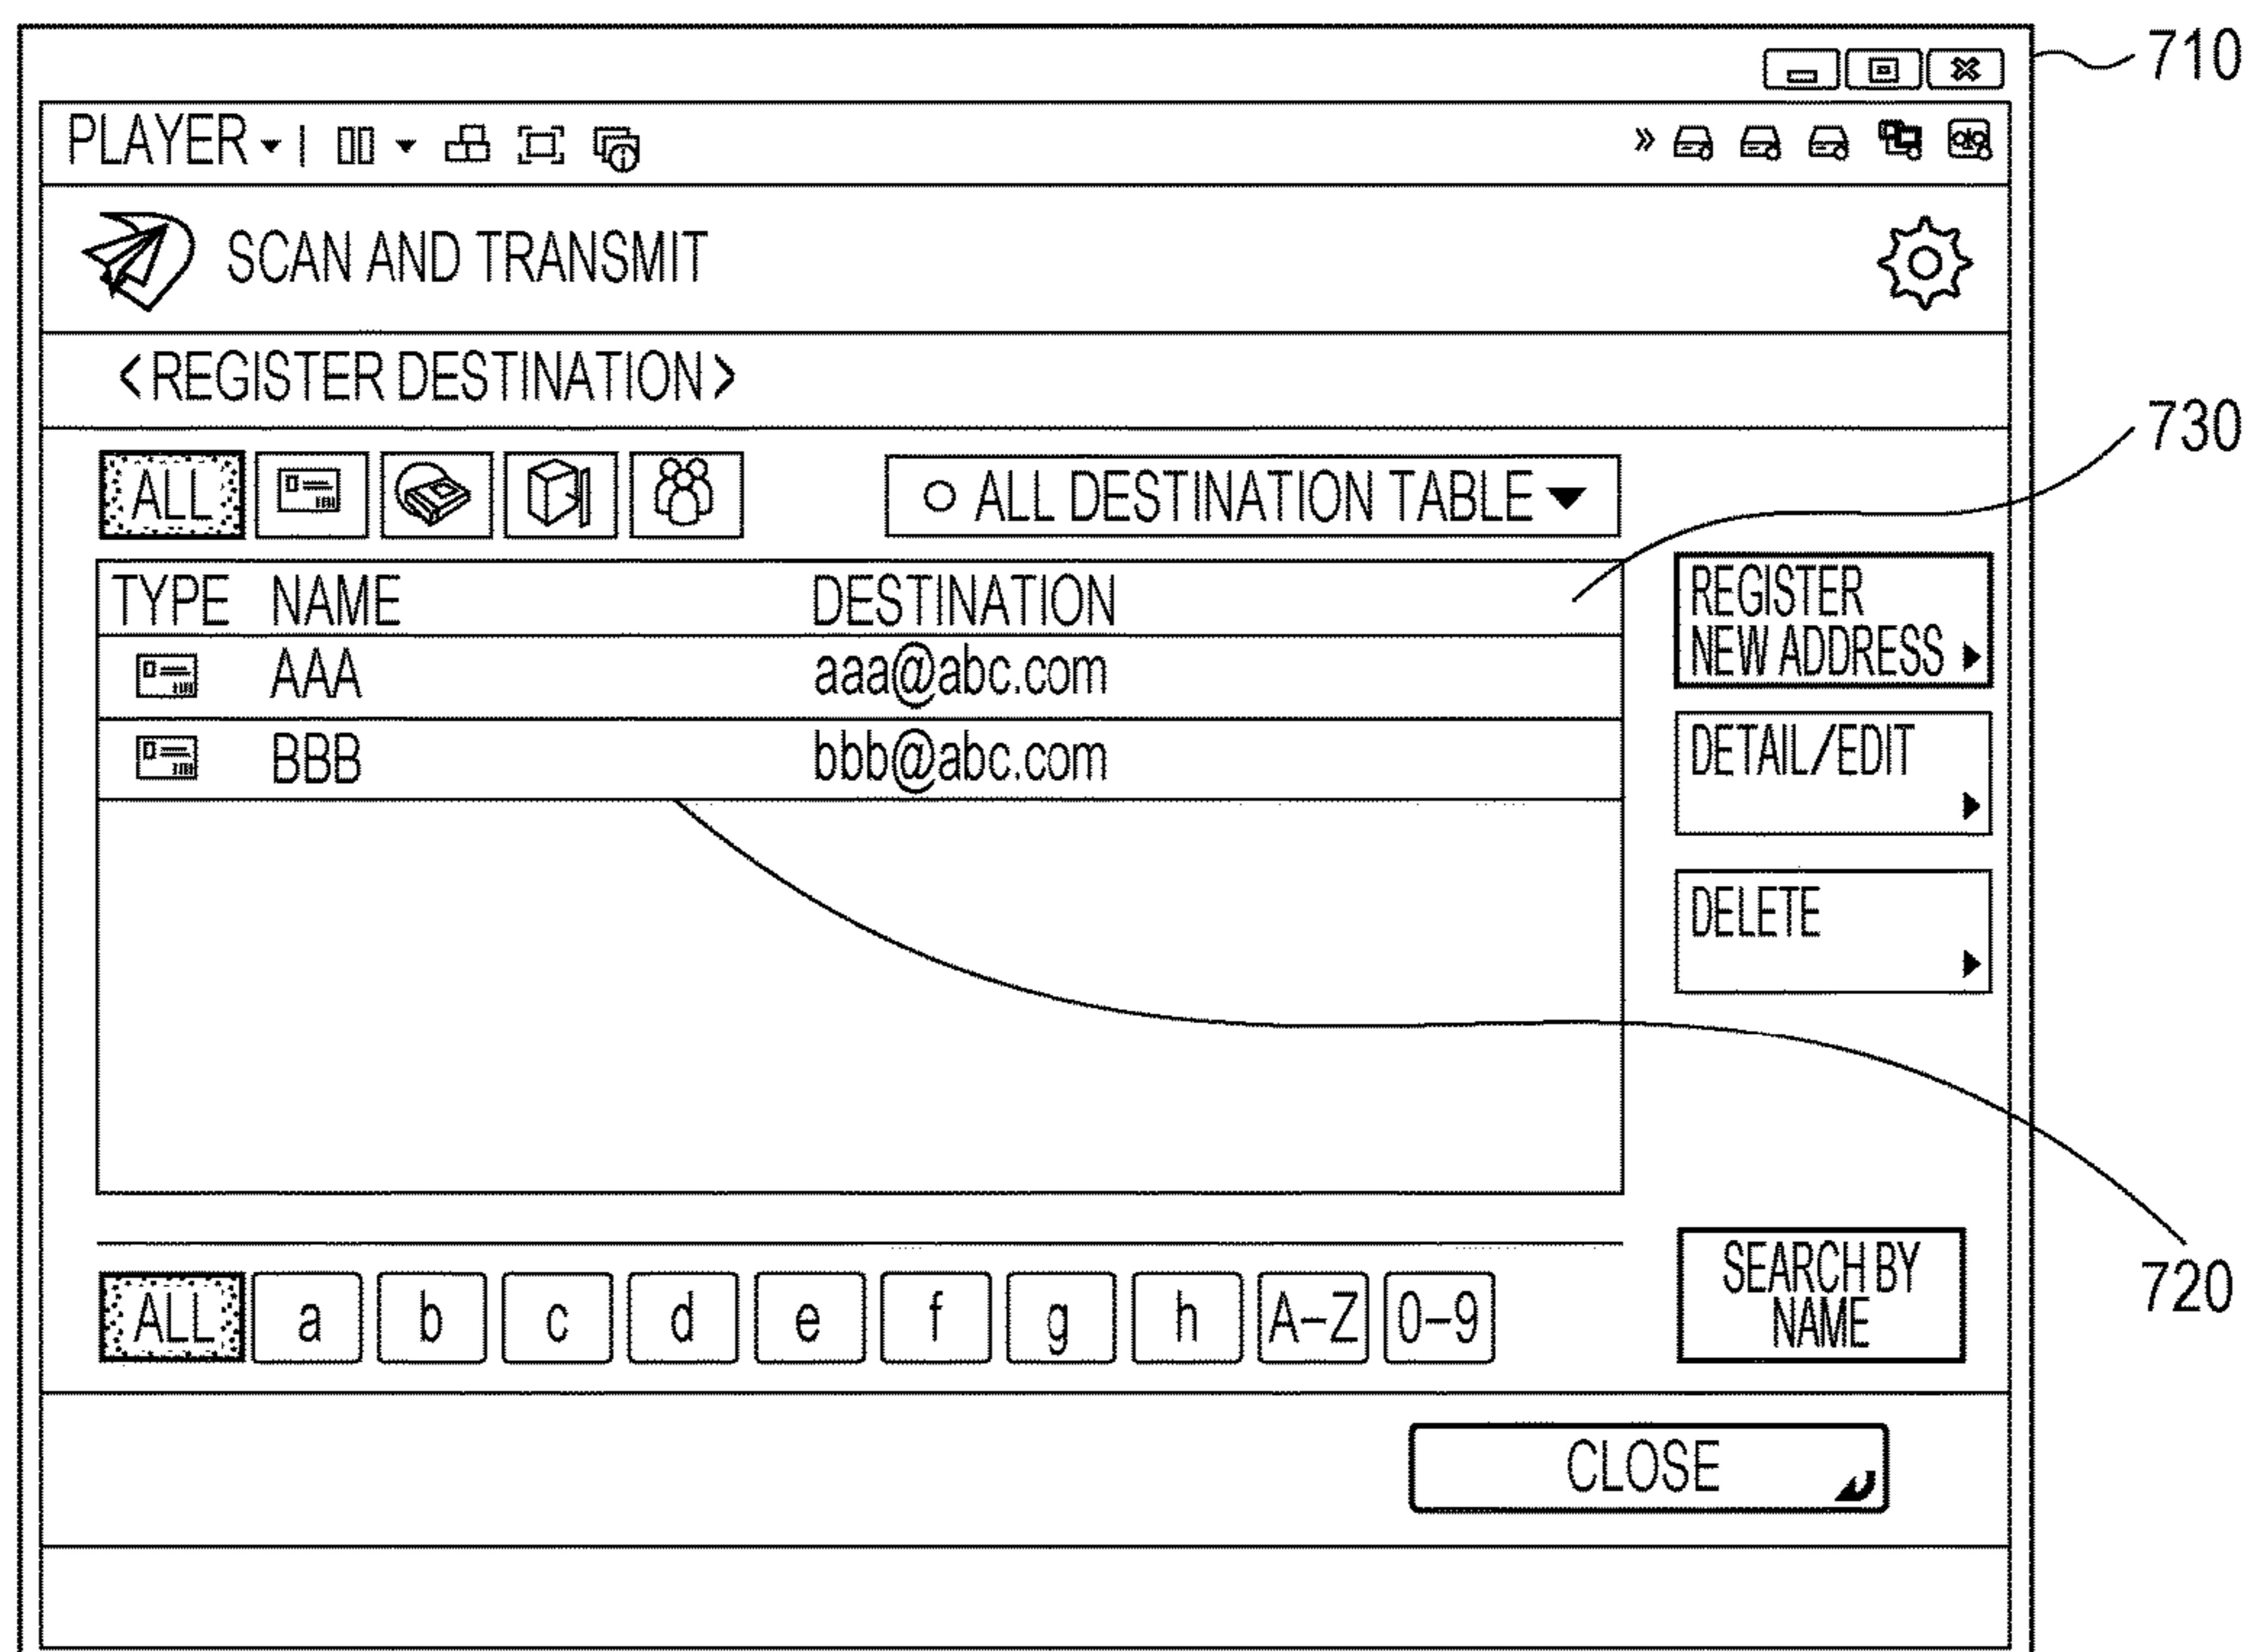 710
PLAYER
SCAN AND TRANSMIT
<REGISTER DESTINATION>
730
ALL
ALL DESTINATION TABLE
TYPE NAME DESTINATION
AAA aaa@abc.com
BBB bbb@abc.com
REGISTER
NEW ADDRESS
DETAIL/EDIT
DELETE
720
ALL a b c d e f g h A-Z 0-9
SEARCH BY
NAME
CLOSE